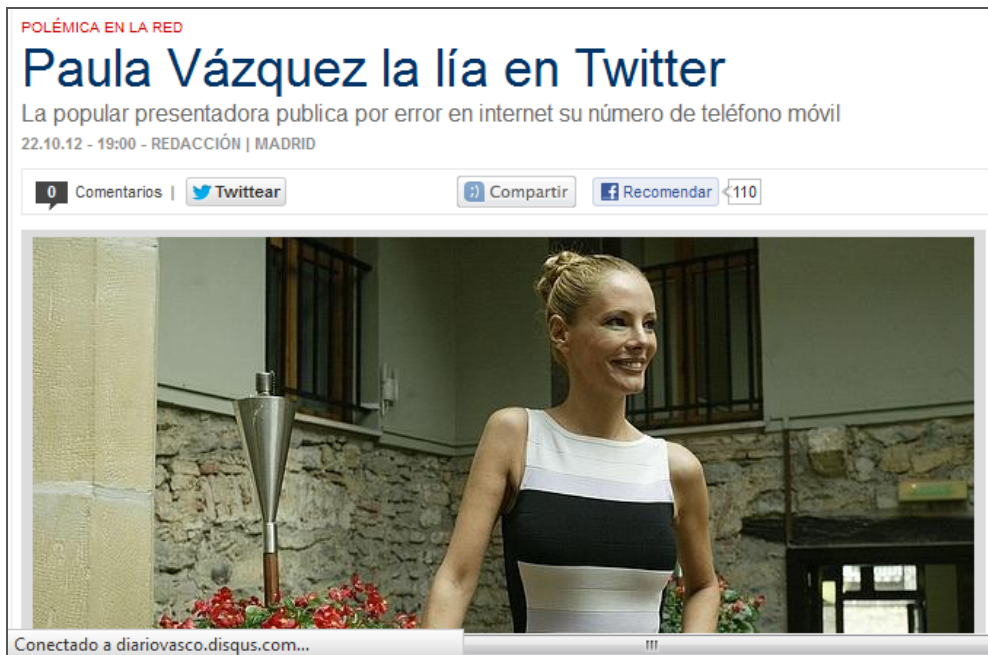 POLÉMICA EN LA RED
Paula Vázquez la lía en Twitter
La popular presentadora publica por error en internet su número de teléfono móvil
22.10.12 - 19:00 - REDACCIÓN | MADRID
0 Comentarios | Twittear Compartir Recomendar 110
Conectado a diariovasco.disqus.com...